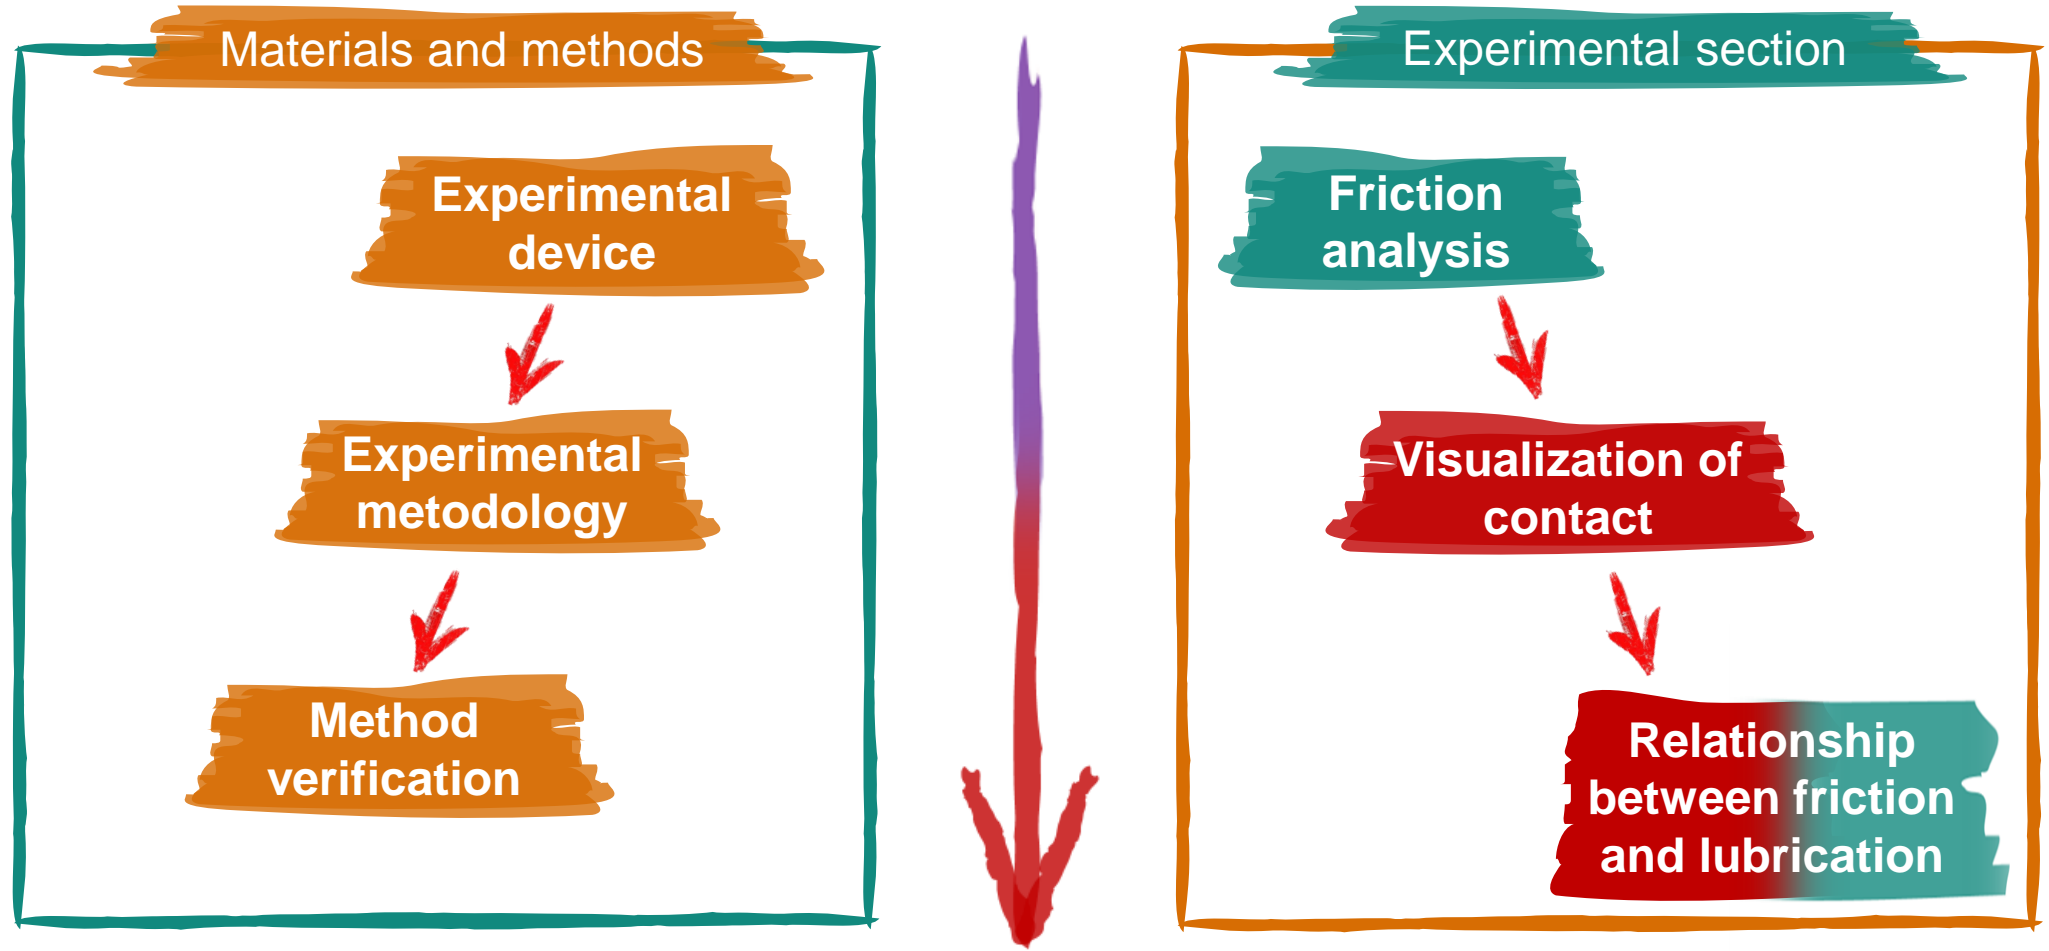 Materials and methods
Experimental
device
Experimental
metodology
Method
verification
Experimental section
Friction
analysis
Visualization of
contact
Relationship
between friction
and lubrication